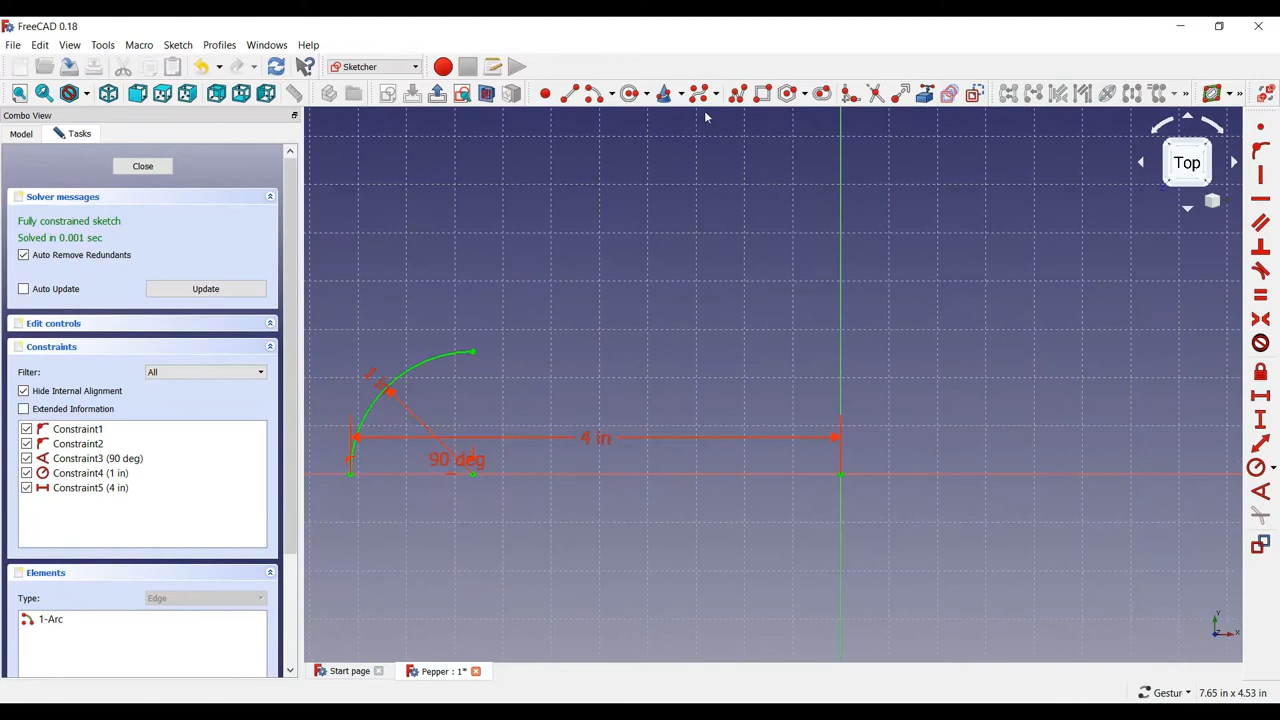 FreeCAD 0.18
File Edit View Tools Macro Sketch Profiles Windows Help
Sketcher
Combo View
Model Tasks
Close
Solver messages
Fully constrained sketch
Solved in 0.001 sec
Auto Remove Redundants
Auto Update Update
Edit controls
Constraints
Filter: All
Hide Internal Alignment
Extended Information
Constraint1
Constraint2
Constraint3 (90 deg)
Constraint4 (1 in)
Constraint5 (4 in)
Elements
Type: Edge
1-Arc
1 in
4 in
90 deg
Top
Y
X
Z
Start page Pepper : 1*
Gestur 7.65 in x 4.53 in